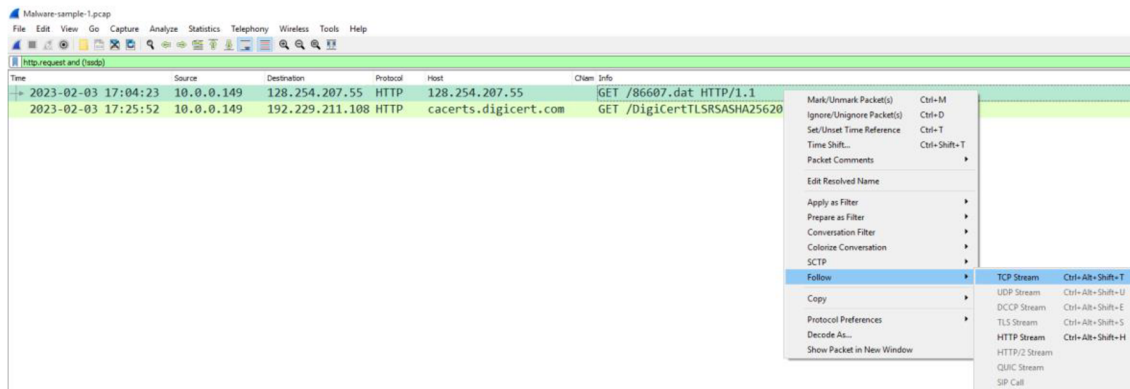 Malware-sample-1.pcap
File Edit View Go Capture Analyze Statistics Telephony Wireless Tools Help
http.request and (!ssdp)
Time Source Destination Protocol Host CNam Info
2023-02-03 17:04:23 10.0.0.149 128.254.207.55 HTTP 128.254.207.55 GET /86607.dat HTTP/1.1
2023-02-03 17:25:52 10.0.0.149 192.229.211.108 HTTP cacerts.digicert.com GET /DigiCertTLSRSASHA25620
Mark/Unmark Packet(s) Ctrl+M
Ignore/Unignore Packet(s) Ctrl+D
Set/Unset Time Reference Ctrl+T
Time Shift... Ctrl+Shift+T
Packet Comments
Edit Resolved Name
Apply as Filter
Prepare as Filter
Conversation Filter
Colorize Conversation
SCTP
Follow
Copy
Protocol Preferences
Decode As...
Show Packet in New Window
TCP Stream Ctrl+Alt+Shift+T
UDP Stream Ctrl+Alt+Shift+U
DCCP Stream Ctrl+Alt+Shift+E
TLS Stream Ctrl+Alt+Shift+S
HTTP Stream Ctrl+Alt+Shift+H
HTTP/2 Stream
QUIC Stream
SIP Call